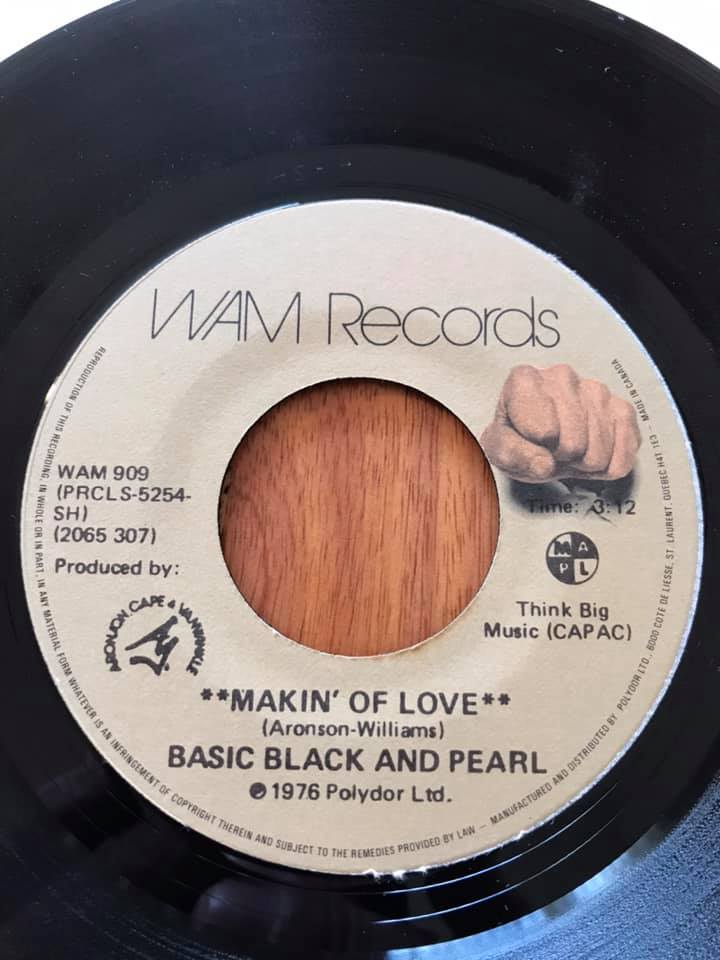 WAM Records
WAM 909
(PRCLS-5254-
SH)
(2065 307)
Produced by:
ARONSON, CAPE & VANWINKLE
Time: 3:12
M A
P L
Think Big
Music (CAPAC)
**MAKIN' OF LOVE**
(Aronson-Williams)
BASIC BLACK AND PEARL
℗ 1976 Polydor Ltd.
REPRODUCTION OF THIS RECORDING, IN WHOLE OR IN PART, IN ANY MATERIAL FORM WHATEVER IS AN INFRINGEMENT OF COPYRIGHT THEREIN AND SUBJECT TO THE REMEDIES PROVIDED BY LAW — MANUFACTURED AND DISTRIBUTED BY POLYDOR LTD., 6000 COTE DE LIESSE, ST. LAURENT, QUEBEC H4T 1E3 — MADE IN CANADA